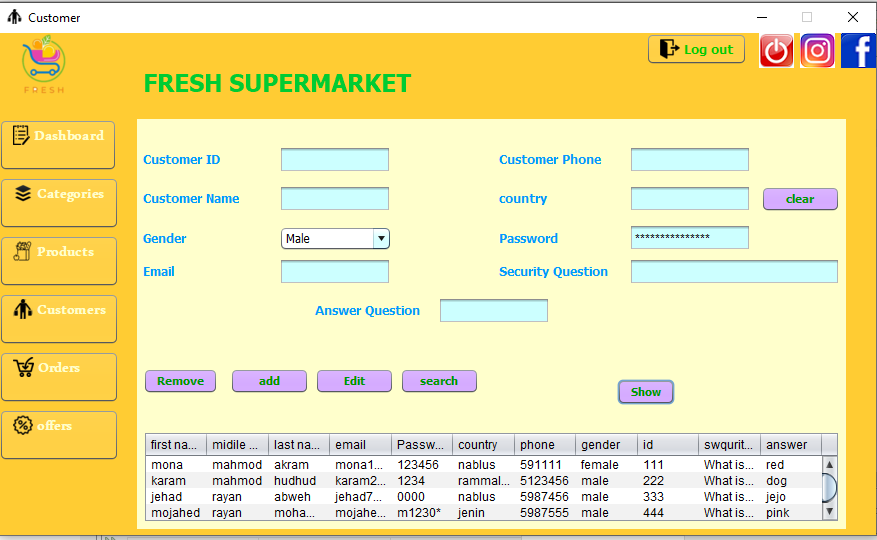 Customer
FRESH
FRESH SUPERMARKET
Log out
Dashboard
Categories
Products
Customers
Orders
offers
Customer ID
Customer Phone
Customer Name
country
clear
Gender
Male
Password
***************
Email
Security Question
Answer Question
Remove
add
Edit
search
Show
first na... midile ... last na... email Passw... country phone gender id swqurit... answer
mona mahmod akram mona1... 123456 nablus 591111 female 111 What is... red
karam mahmod hudhud karam2... 1234 rammal... 5123456 male 222 What is... dog
jehad rayan abweh jehad7... 0000 nablus 5987456 male 333 What is... jejo
mojahed rayan moha... mojahe... m1230* jenin 5987555 male 444 What is... pink